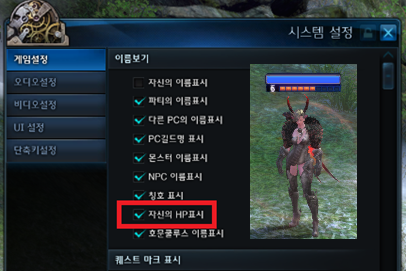 시스템 설정
게임설정
오디오설정
비디오설정
UI 설정
단축키설정
이름보기
자신의 이름표시
파티의 이름표시
다른 PC의 이름표시
PC길드명 표시
몬스터 이름표시
NPC 이름표시
칭호 표시
자신의 HP표시
호문쿨루스 이름표시
6
퀘스트 마크 표시